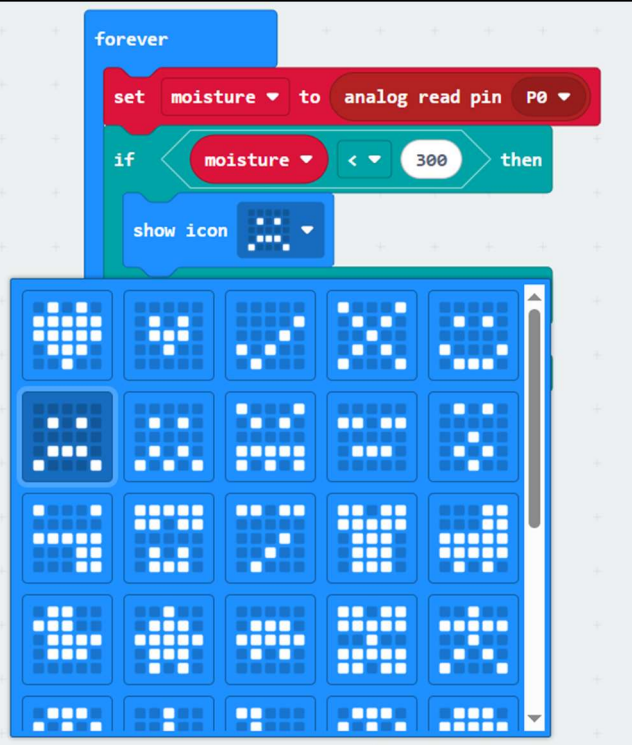 forever
set moisture to analog read pin P0
if moisture < 300 then
show icon